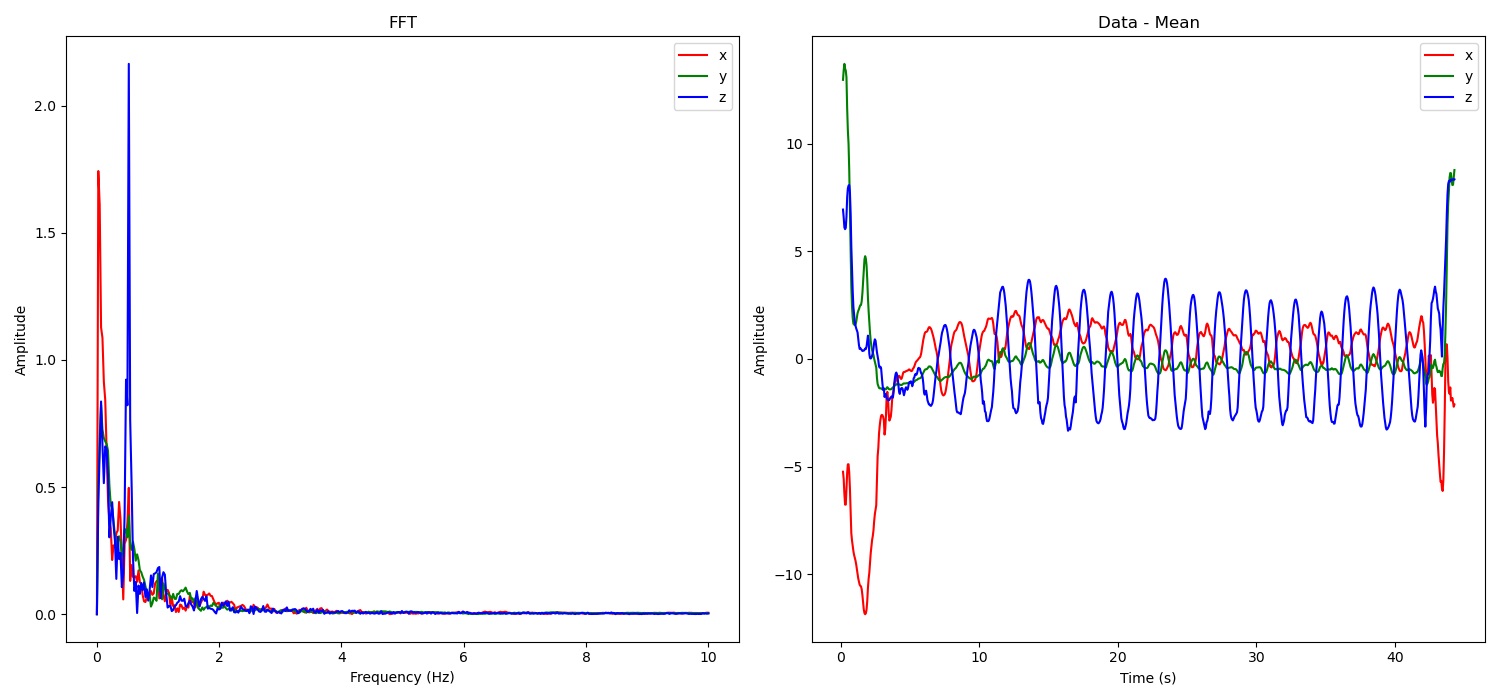 FFT
Amplitude
2.0
1.5
1.0
0.5
0.0
0 2 4 6 8 10
Frequency (Hz)
x
y
z
Data - Mean
Amplitude
10
5
0
−5
−10
0 10 20 30 40
Time (s)
x
y
z